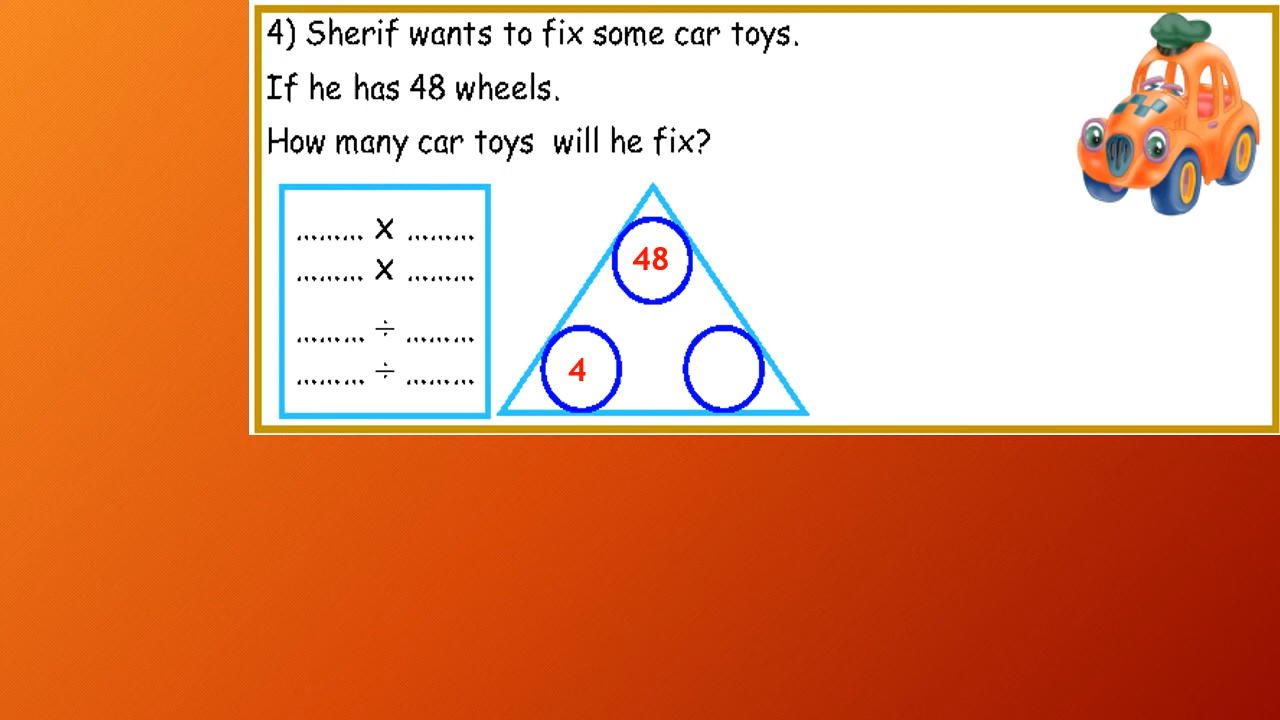 4) Sherif wants to fix some car toys.
If he has 48 wheels.
How many car toys will he fix?
......... x .........
......... x .........
......... ÷ .........
......... ÷ .........
48
4